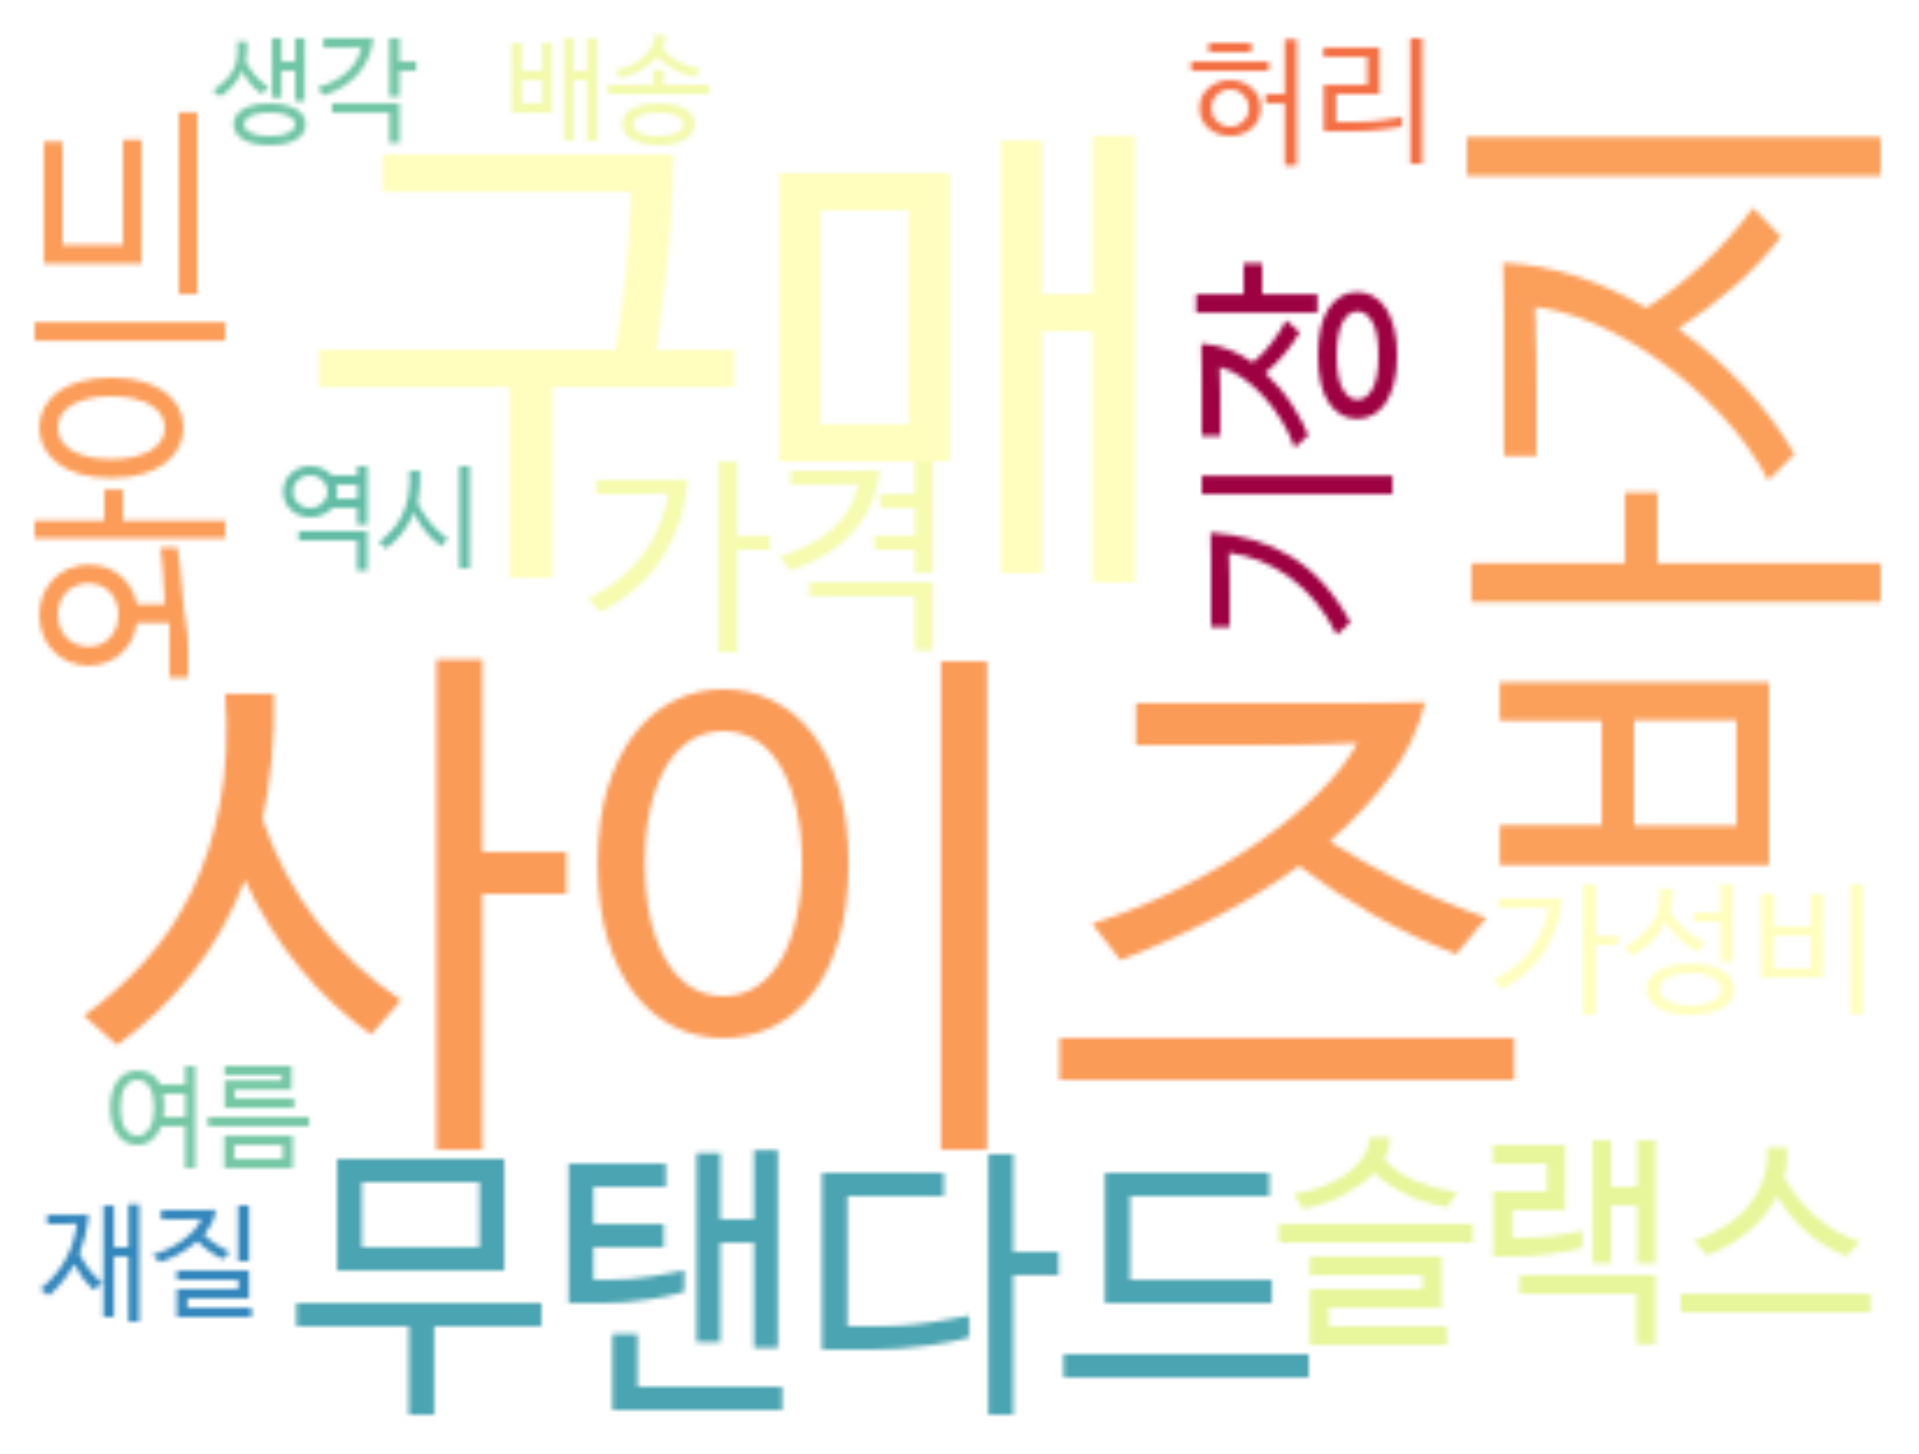 생각
배송
허리
와이드
구매
기장
바지
역시
가격
사이즈
가성비
여름
무탠다드
슬랙스
재질